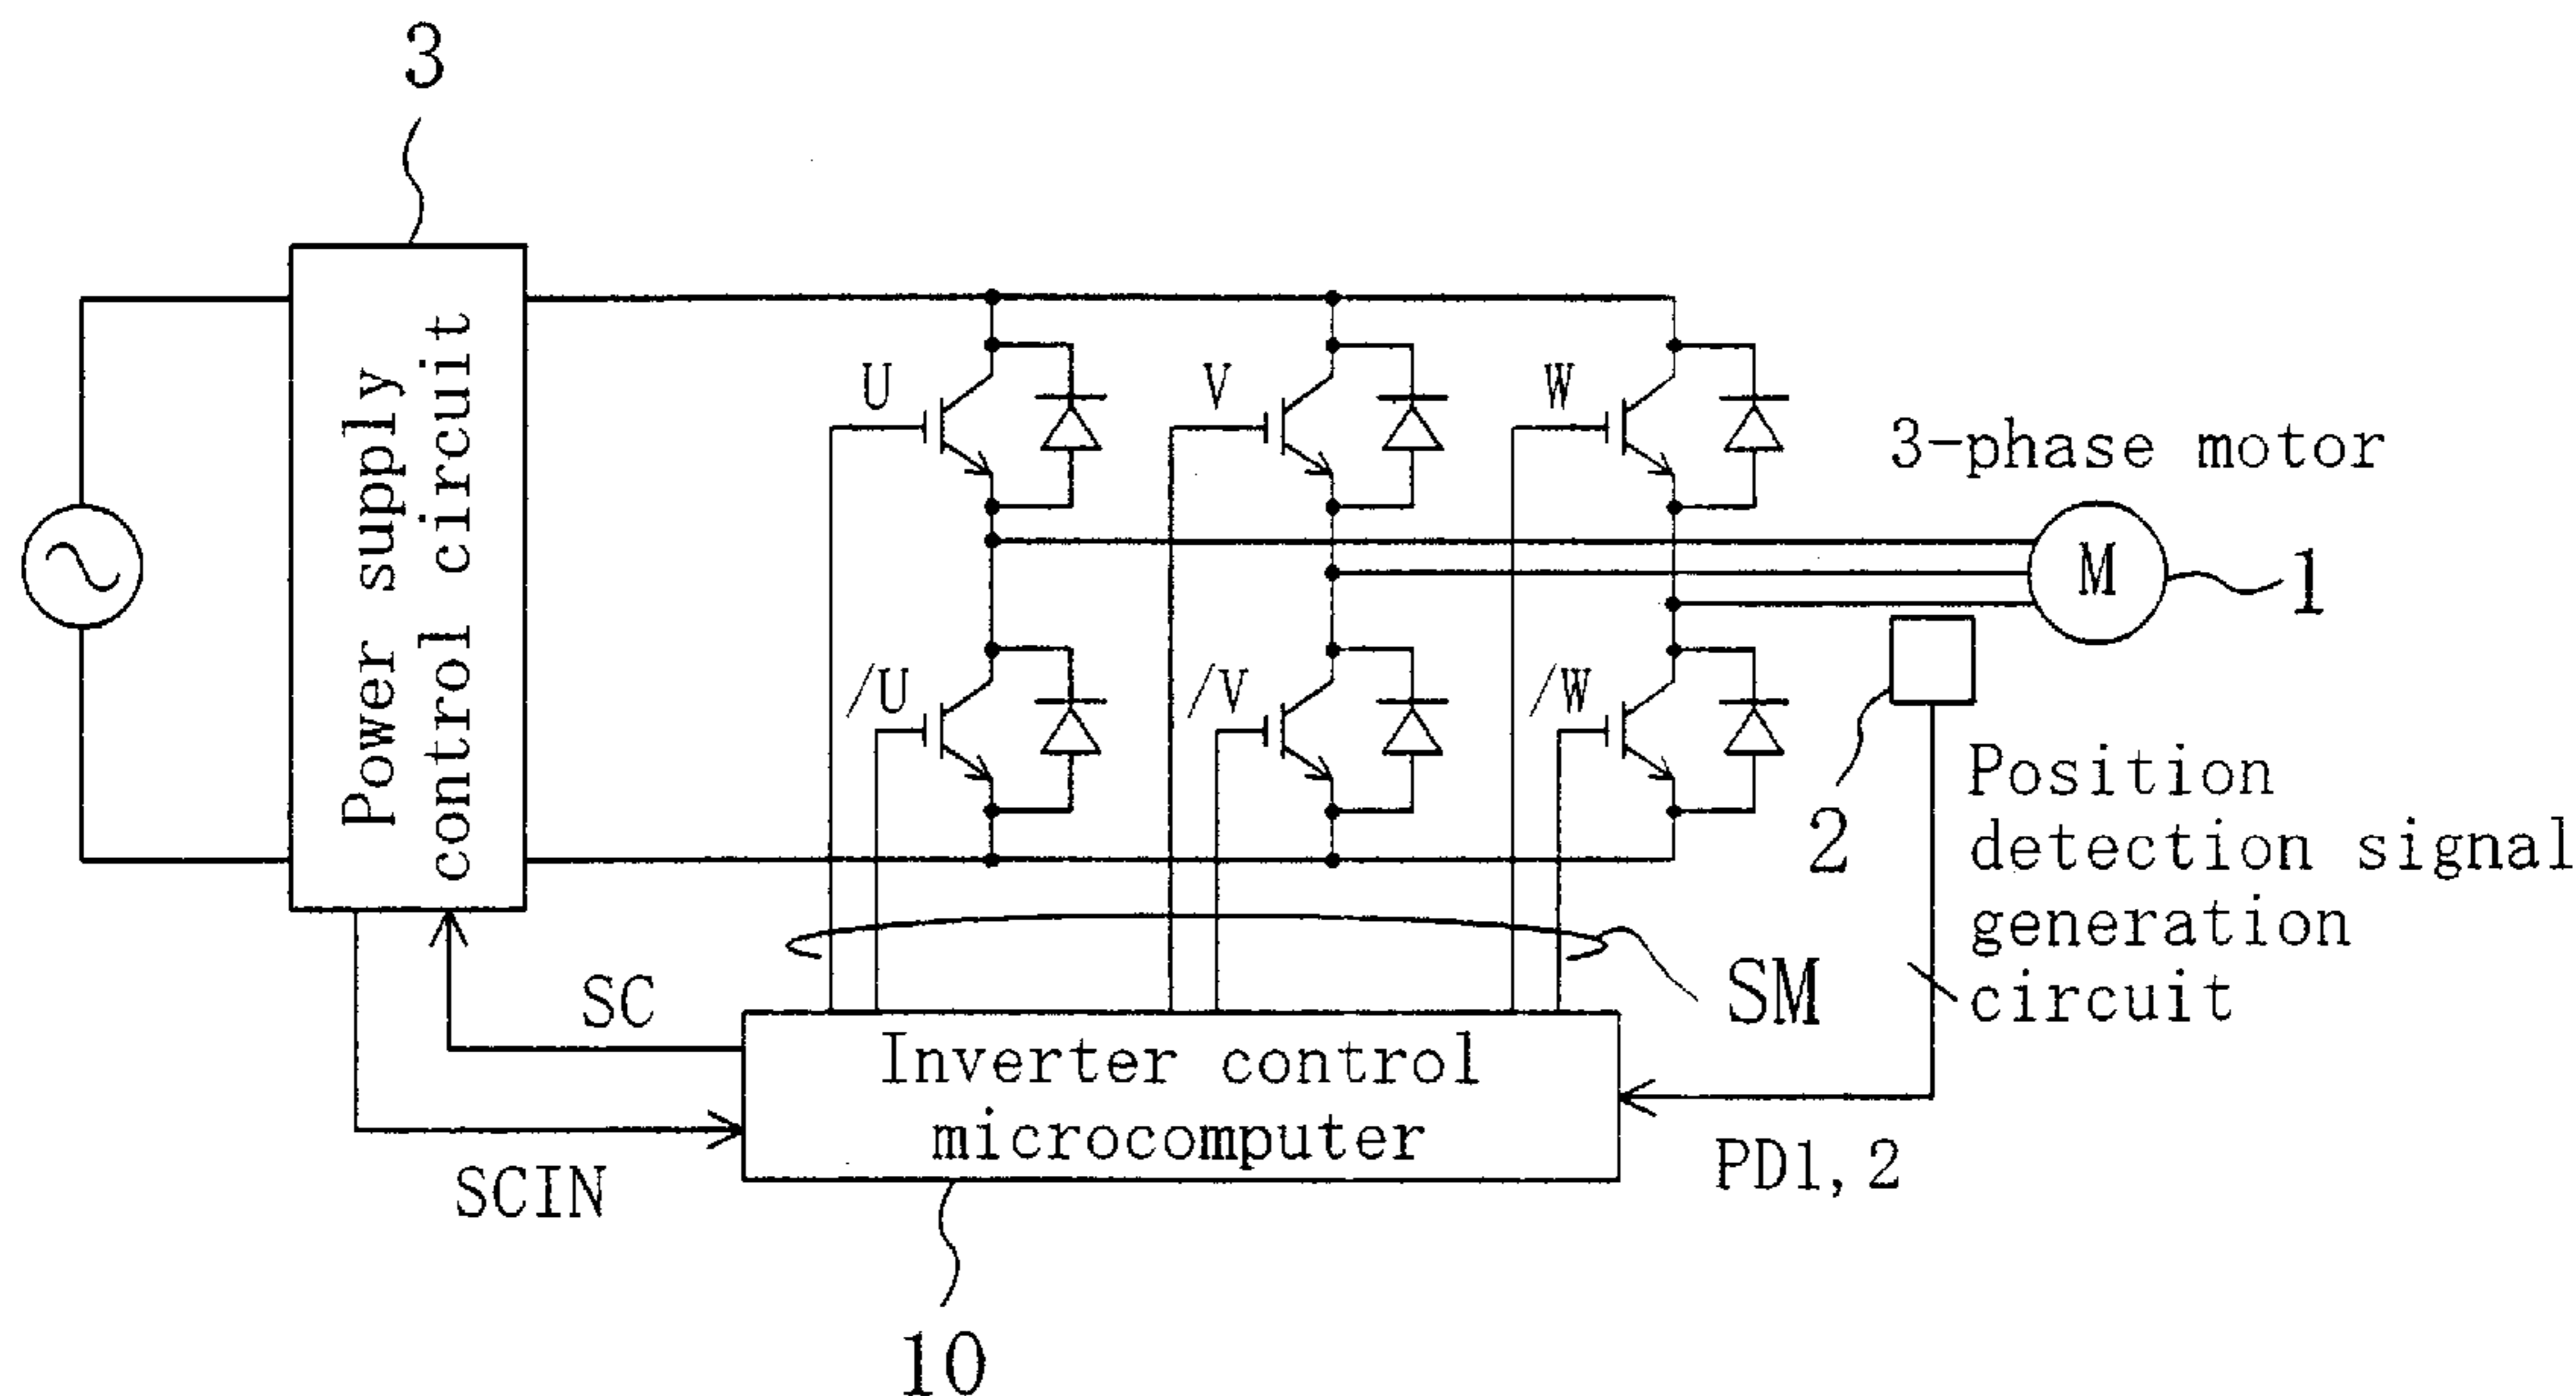 3
Power supply
control circuit
U
V
W
3-phase motor
M
1
/U
/V
/W
2
Position
detection signal
generation
circuit
SC
SM
Inverter control
microcomputer
SCIN
PD1, 2
10